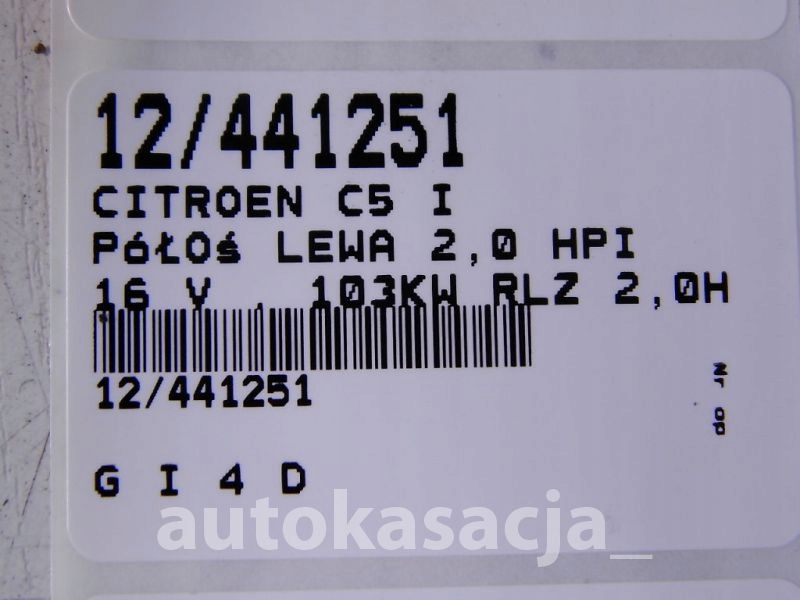 12/441251
CITROEN C5 I
PółOś LEWA 2,0 HPI
16 V , 103KW RLZ 2,0H
12/441251
Nr op
G I 4 D
autokasacja_